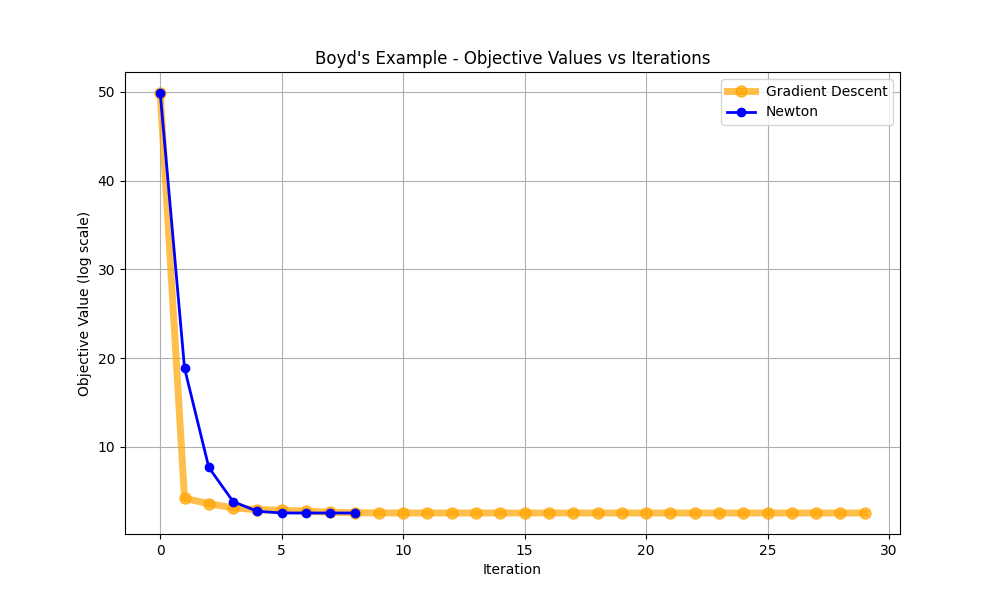 Boyd's Example - Objective Values vs Iterations
Gradient Descent
Newton
50
40
30
20
10
Objective Value (log scale)
0 5 10 15 20 25 30
Iteration